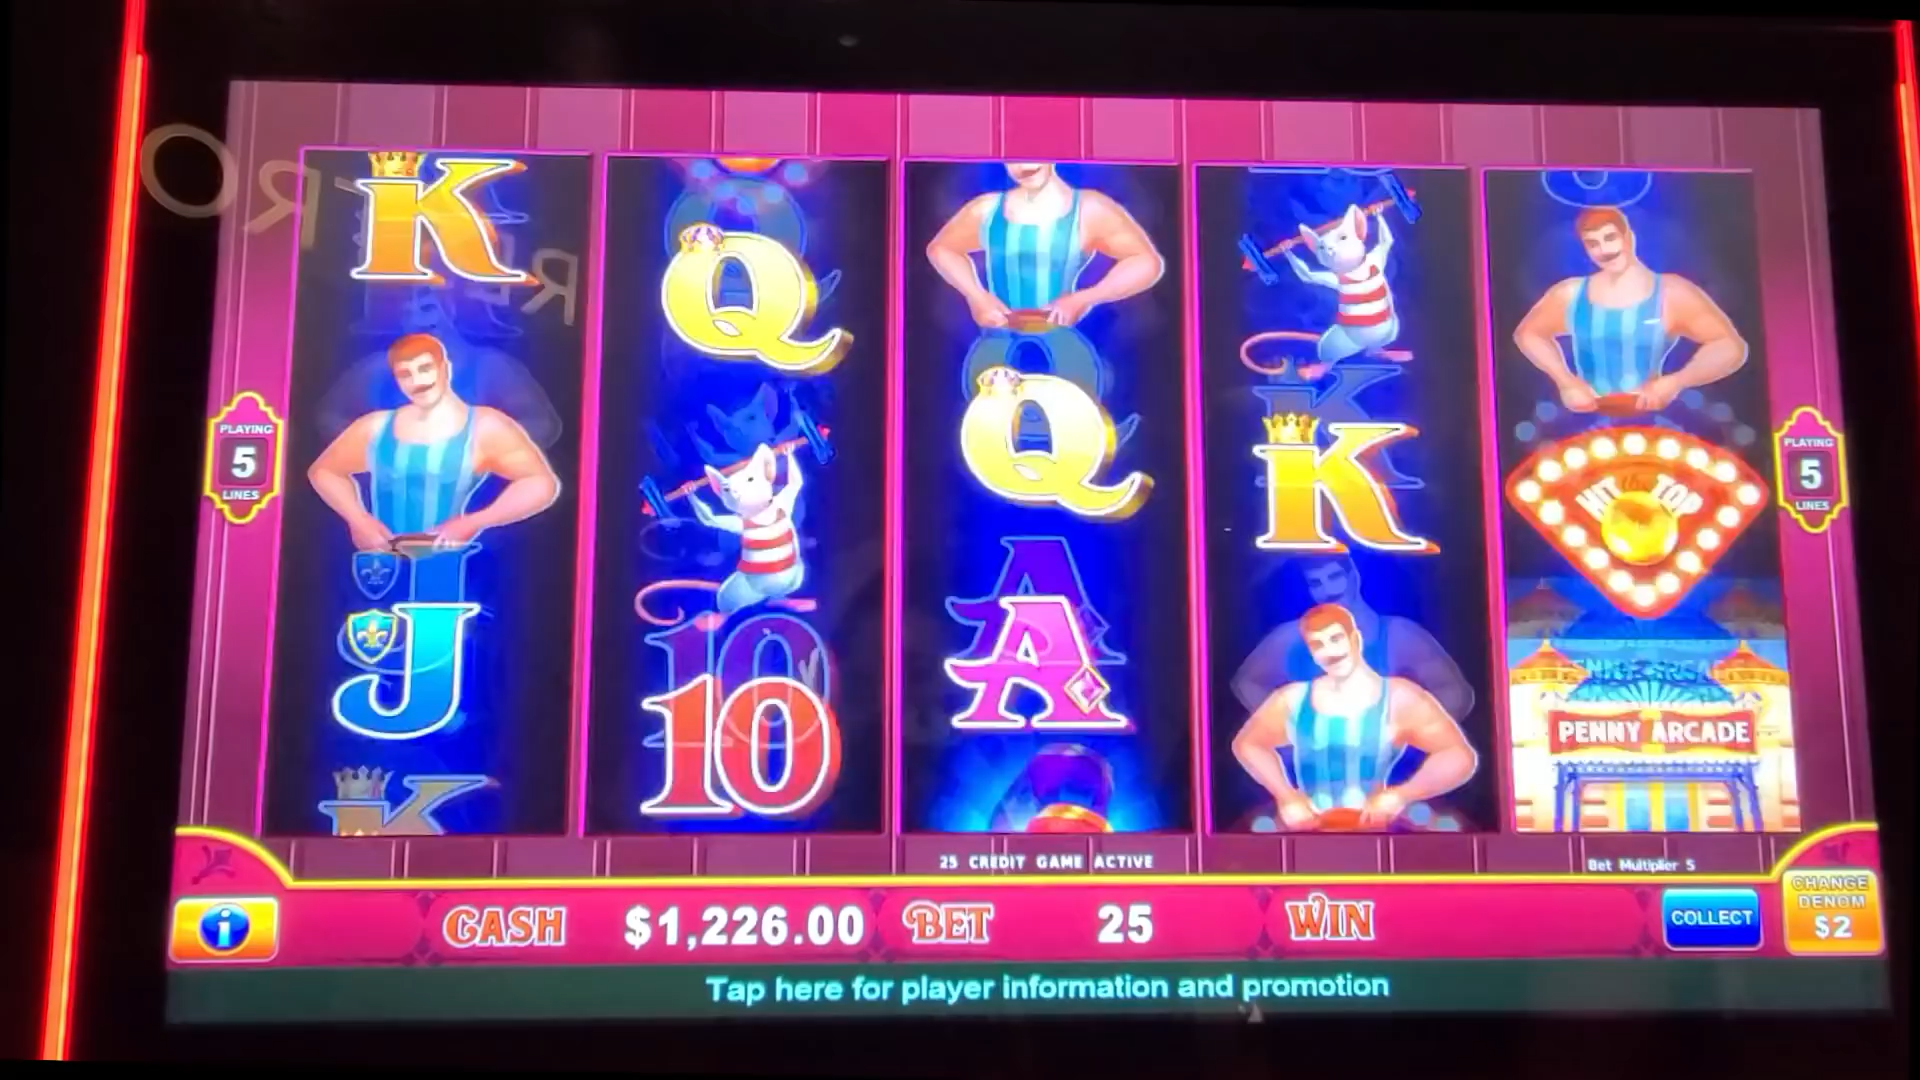 K
Q
PLAYING
5
LINES
Q
K
HIT the TOP
PLAYING
5
LINES
J
10
A
PENNY ARCADE
K
25 CREDIT GAME ACTIVE
Bet Multiplier 5
i
CASH $1,226.00 BET 25 WIN
COLLECT
CHANGE
DENOM
$2
Tap here for player information and promotion